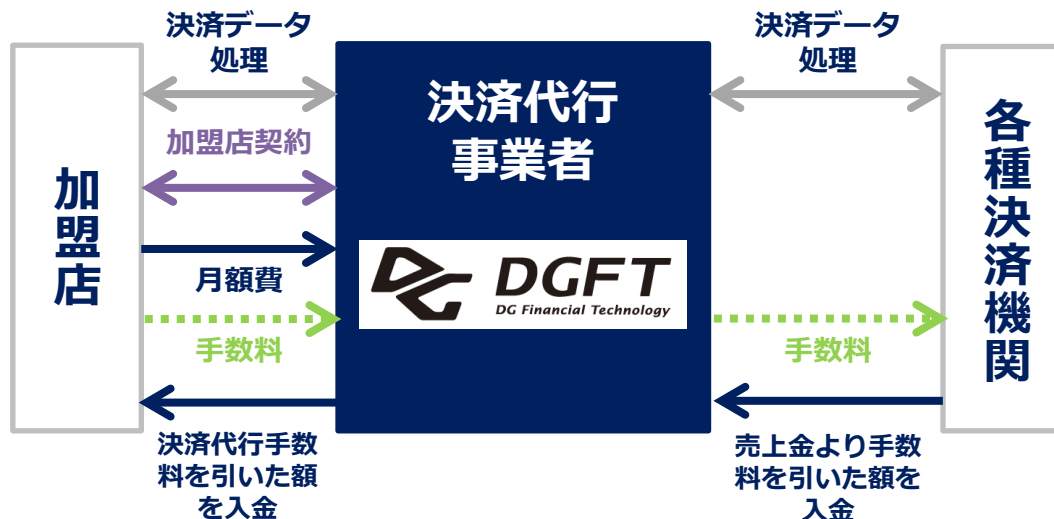 決済データ
処理
加盟店契約
加盟店
月額費
手数料
決済代行手数
料を引いた額
を入金
決済代行
事業者
DGFT
DG Financial Technology
決済データ
処理
各種決済機関
手数料
売上金より手数
料を引いた額を
入金